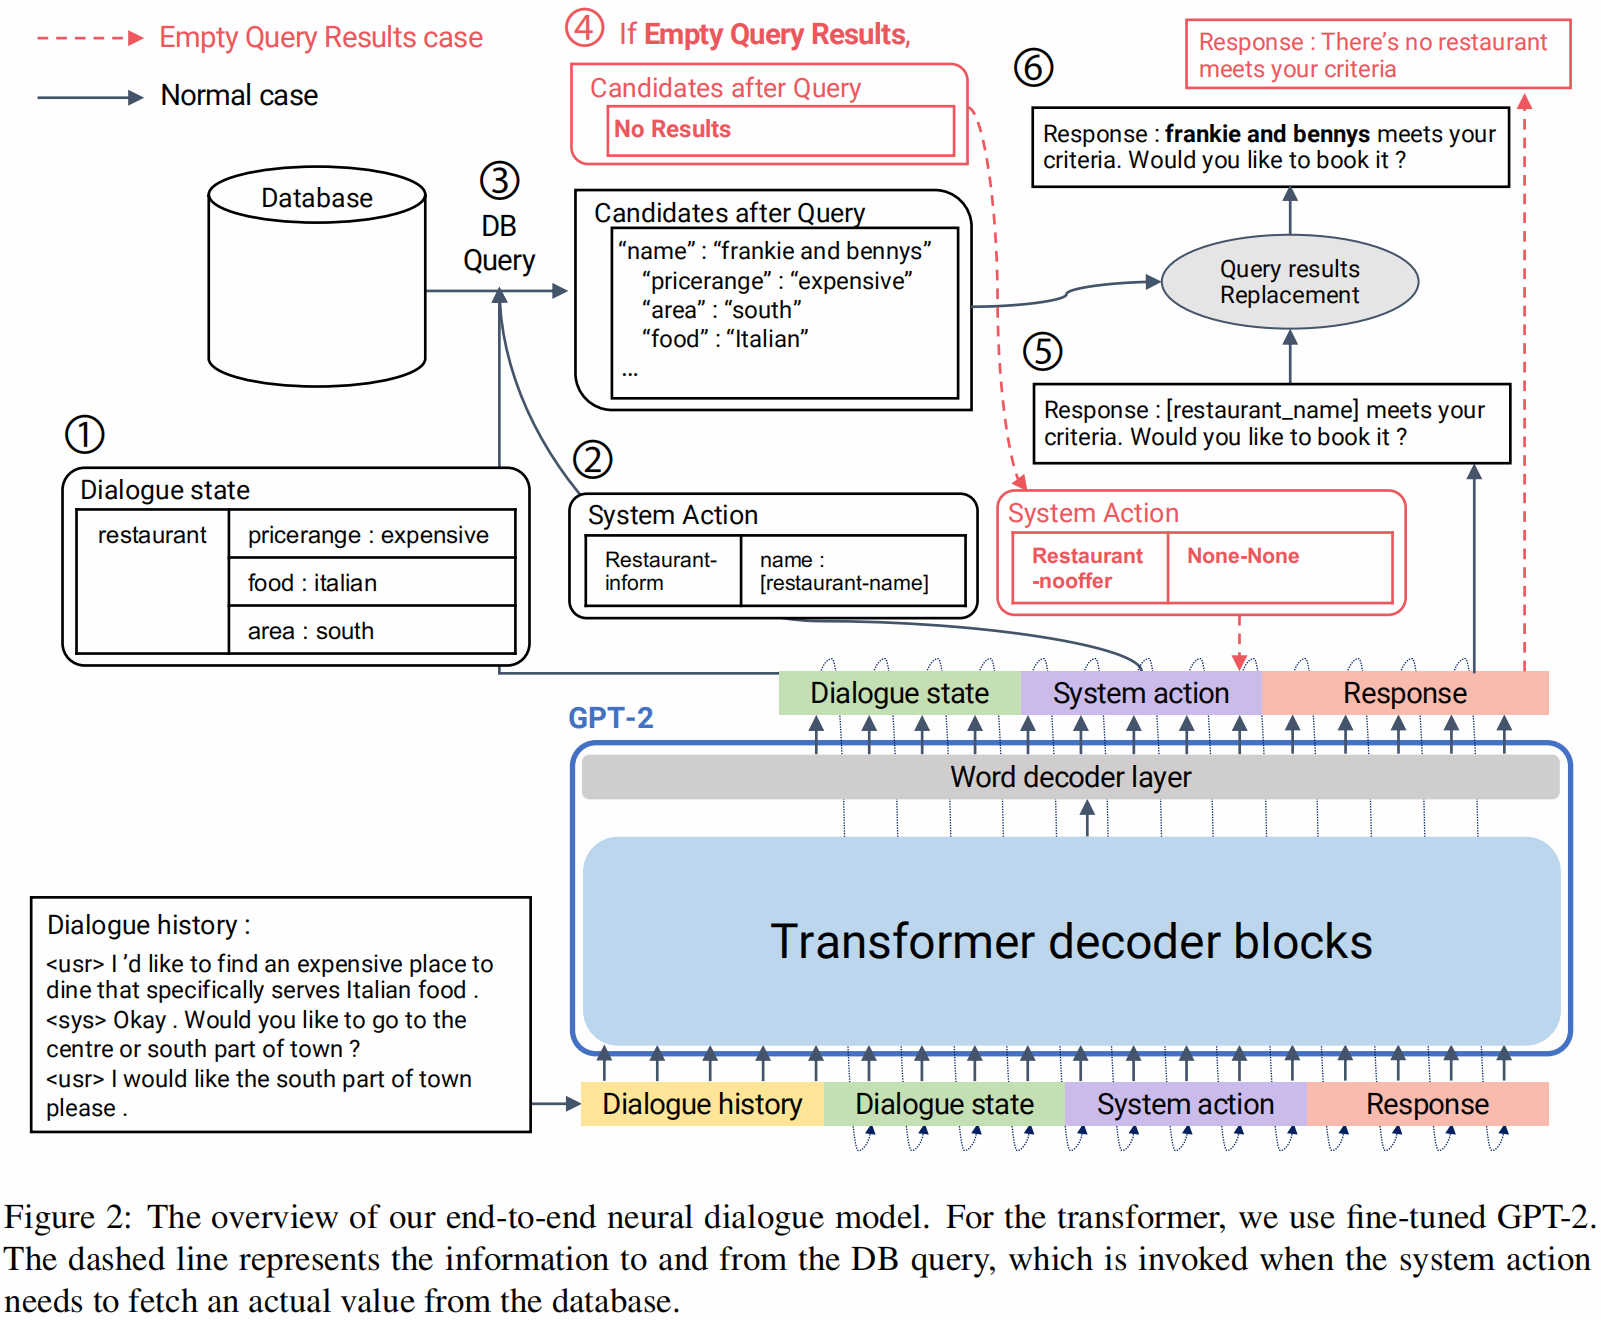 Empty Query Results case
Normal case
④ If Empty Query Results,
Candidates after Query
No Results
⑥
Response : There's no restaurant
meets your criteria
Response : frankie and bennys meets your
criteria. Would you like to book it ?
Database
③
DB
Query
Candidates after Query
“name” : “frankie and bennys”
“pricerange” : “expensive”
“area” : “south”
“food” : “Italian”
...
Query results
Replacement
⑤
Response : [restaurant_name] meets your
criteria. Would you like to book it ?
①
Dialogue state
restaurant
pricerange : expensive
food : italian
area : south
②
System Action
Restaurant-
inform
name :
[restaurant-name]
System Action
Restaurant
-nooffer
None-None
Dialogue state
System action
Response
GPT-2
Word decoder layer
Transformer decoder blocks
Dialogue history :
<usr> I ’d like to find an expensive place to
dine that specifically serves Italian food .
<sys> Okay . Would you like to go to the
centre or south part of town ?
<usr> I would like the south part of town
please .
Dialogue history
Dialogue state
System action
Response
Figure 2: The overview of our end-to-end neural dialogue model. For the transformer, we use fine-tuned GPT-2.
The dashed line represents the information to and from the DB query, which is invoked when the system action
needs to fetch an actual value from the database.